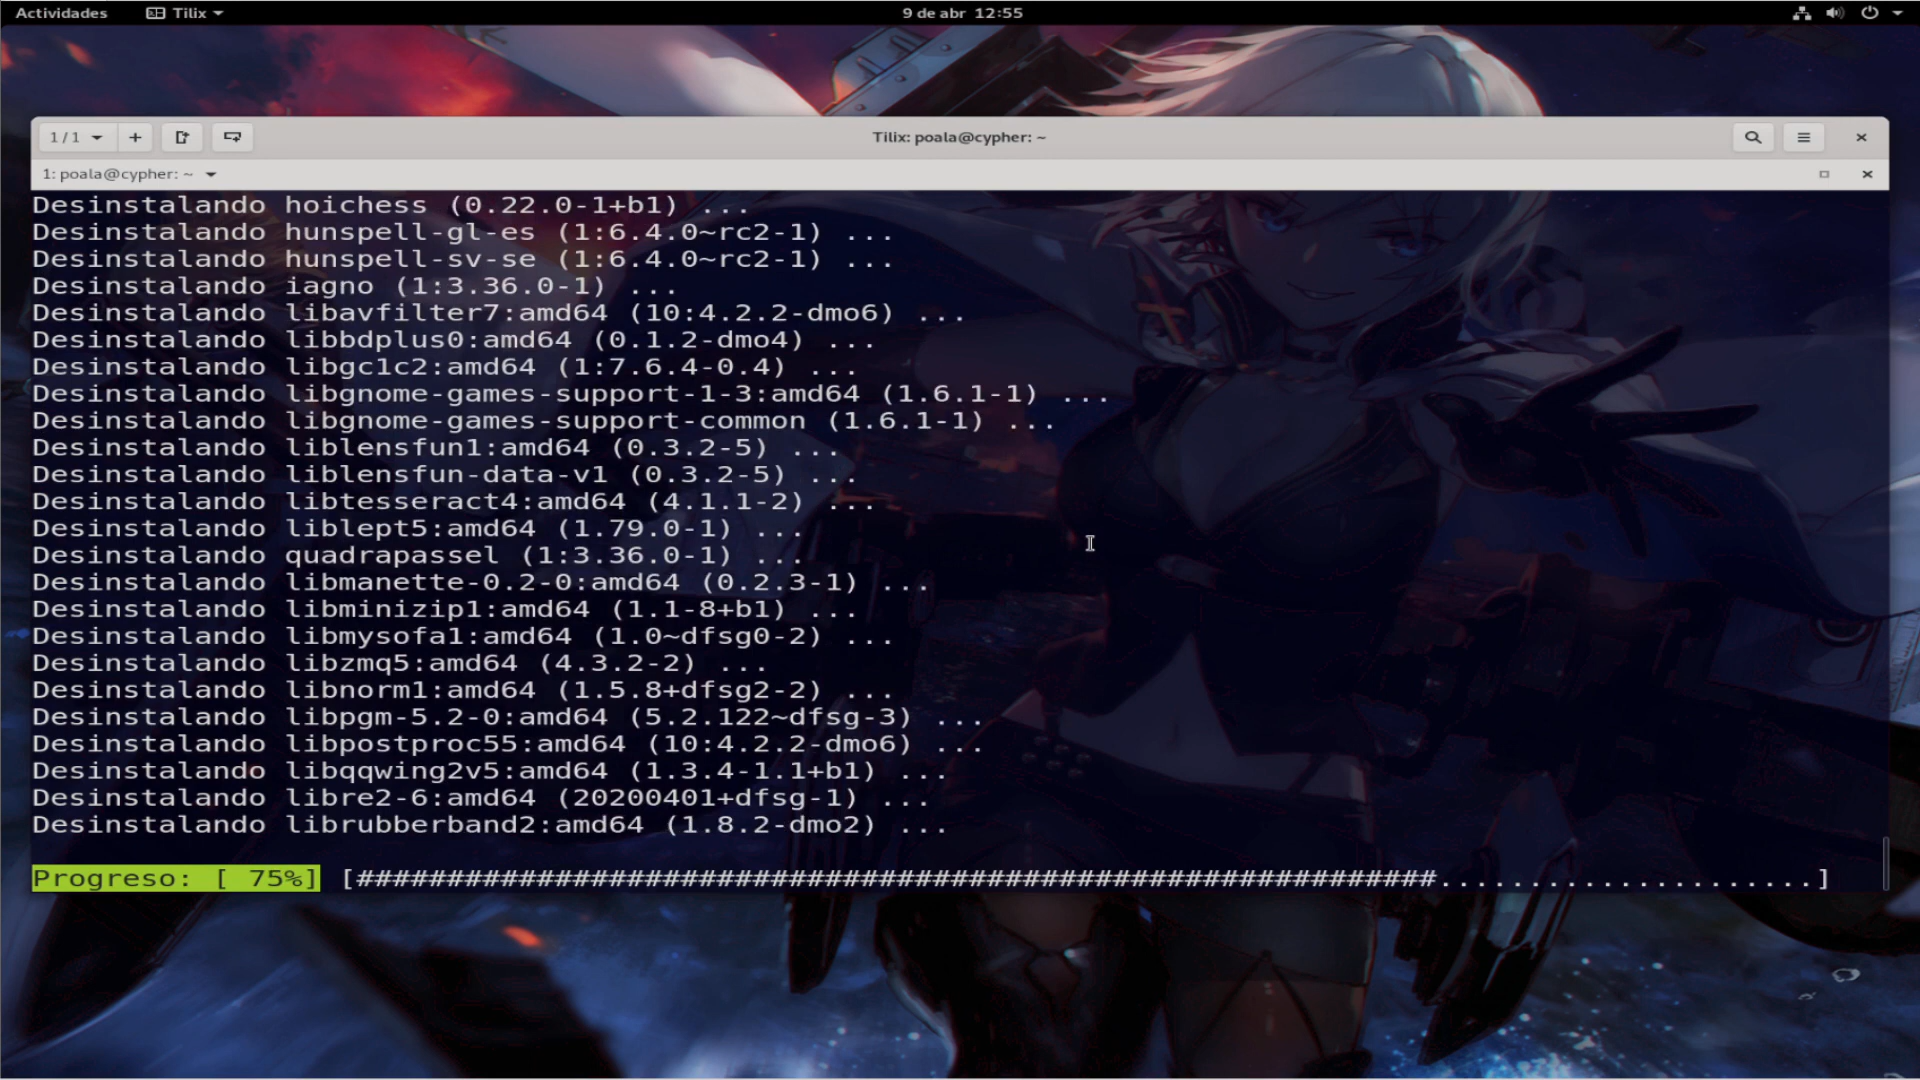 Actividades Tilix 9 de abr 12:55
1 / 1 Tilix: poala@cypher: ~
1: poala@cypher: ~
Desinstalando hoichess (0.22.0-1+b1) ...
Desinstalando hunspell-gl-es (1:6.4.0~rc2-1) ...
Desinstalando hunspell-sv-se (1:6.4.0~rc2-1) ...
Desinstalando iagno (1:3.36.0-1) ...
Desinstalando libavfilter7:amd64 (10:4.2.2-dmo6) ...
Desinstalando libbdplus0:amd64 (0.1.2-dmo4) ...
Desinstalando libgc1c2:amd64 (1:7.6.4-0.4) ...
Desinstalando libgnome-games-support-1-3:amd64 (1.6.1-1) ...
Desinstalando libgnome-games-support-common (1.6.1-1) ...
Desinstalando liblensfun1:amd64 (0.3.2-5) ...
Desinstalando liblensfun-data-v1 (0.3.2-5) ...
Desinstalando libtesseract4:amd64 (4.1.1-2) ...
Desinstalando liblept5:amd64 (1.79.0-1) ...
Desinstalando quadrapassel (1:3.36.0-1) ...
Desinstalando libmanette-0.2-0:amd64 (0.2.3-1) ...
Desinstalando libminizip1:amd64 (1.1-8+b1) ...
Desinstalando libmysofa1:amd64 (1.0~dfsg0-2) ...
Desinstalando libzmq5:amd64 (4.3.2-2) ...
Desinstalando libnorm1:amd64 (1.5.8+dfsg2-2) ...
Desinstalando libpgm-5.2-0:amd64 (5.2.122~dfsg-3) ...
Desinstalando libpostproc55:amd64 (10:4.2.2-dmo6) ...
Desinstalando libqqwing2v5:amd64 (1.3.4-1.1+b1) ...
Desinstalando libre2-6:amd64 (20200401+dfsg-1) ...
Desinstalando librubberband2:amd64 (1.8.2-dmo2) ...
Progreso: [ 75%] [############################################################.....................]